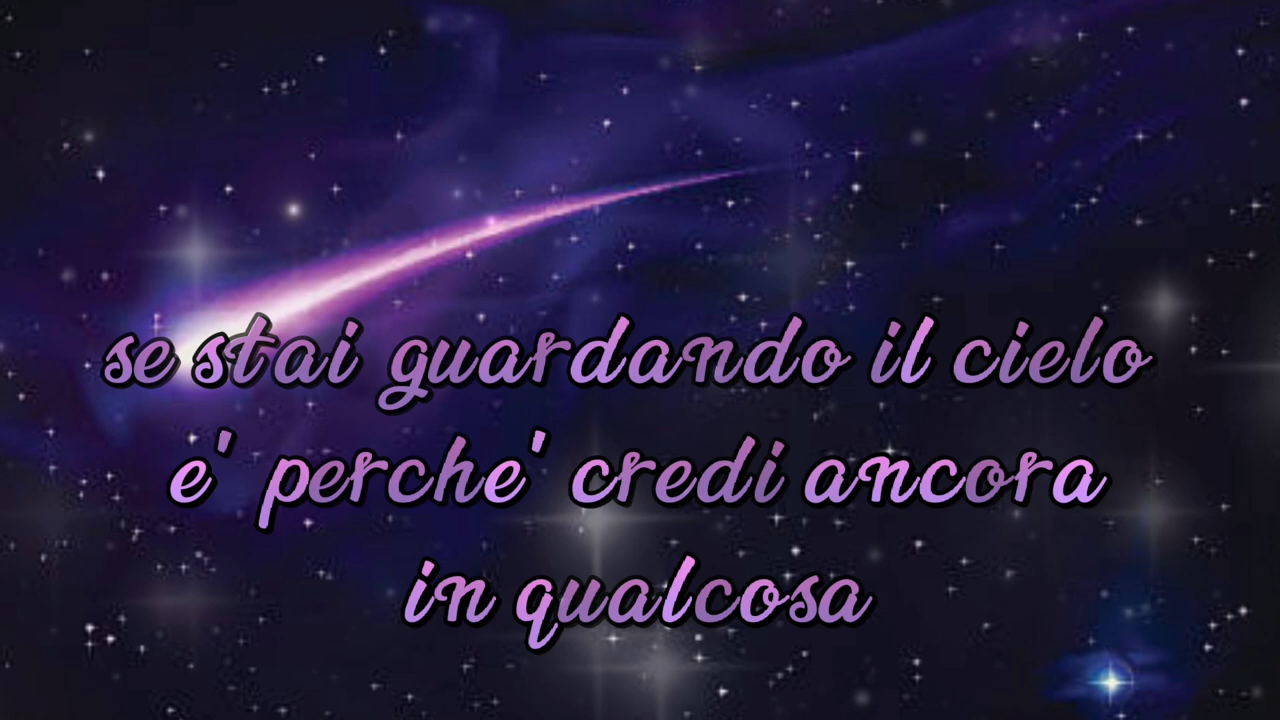 se stai guardando il cielo
e' perche' credi ancora
in qualcosa